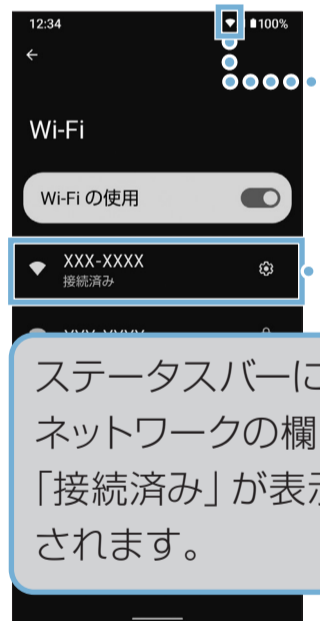 12:34
100%
Wi-Fi
Wi-Fi の使用
XXX-XXXX
接続済み
ステータスバーに
ネットワークの欄
「接続済み」が表示
されます。